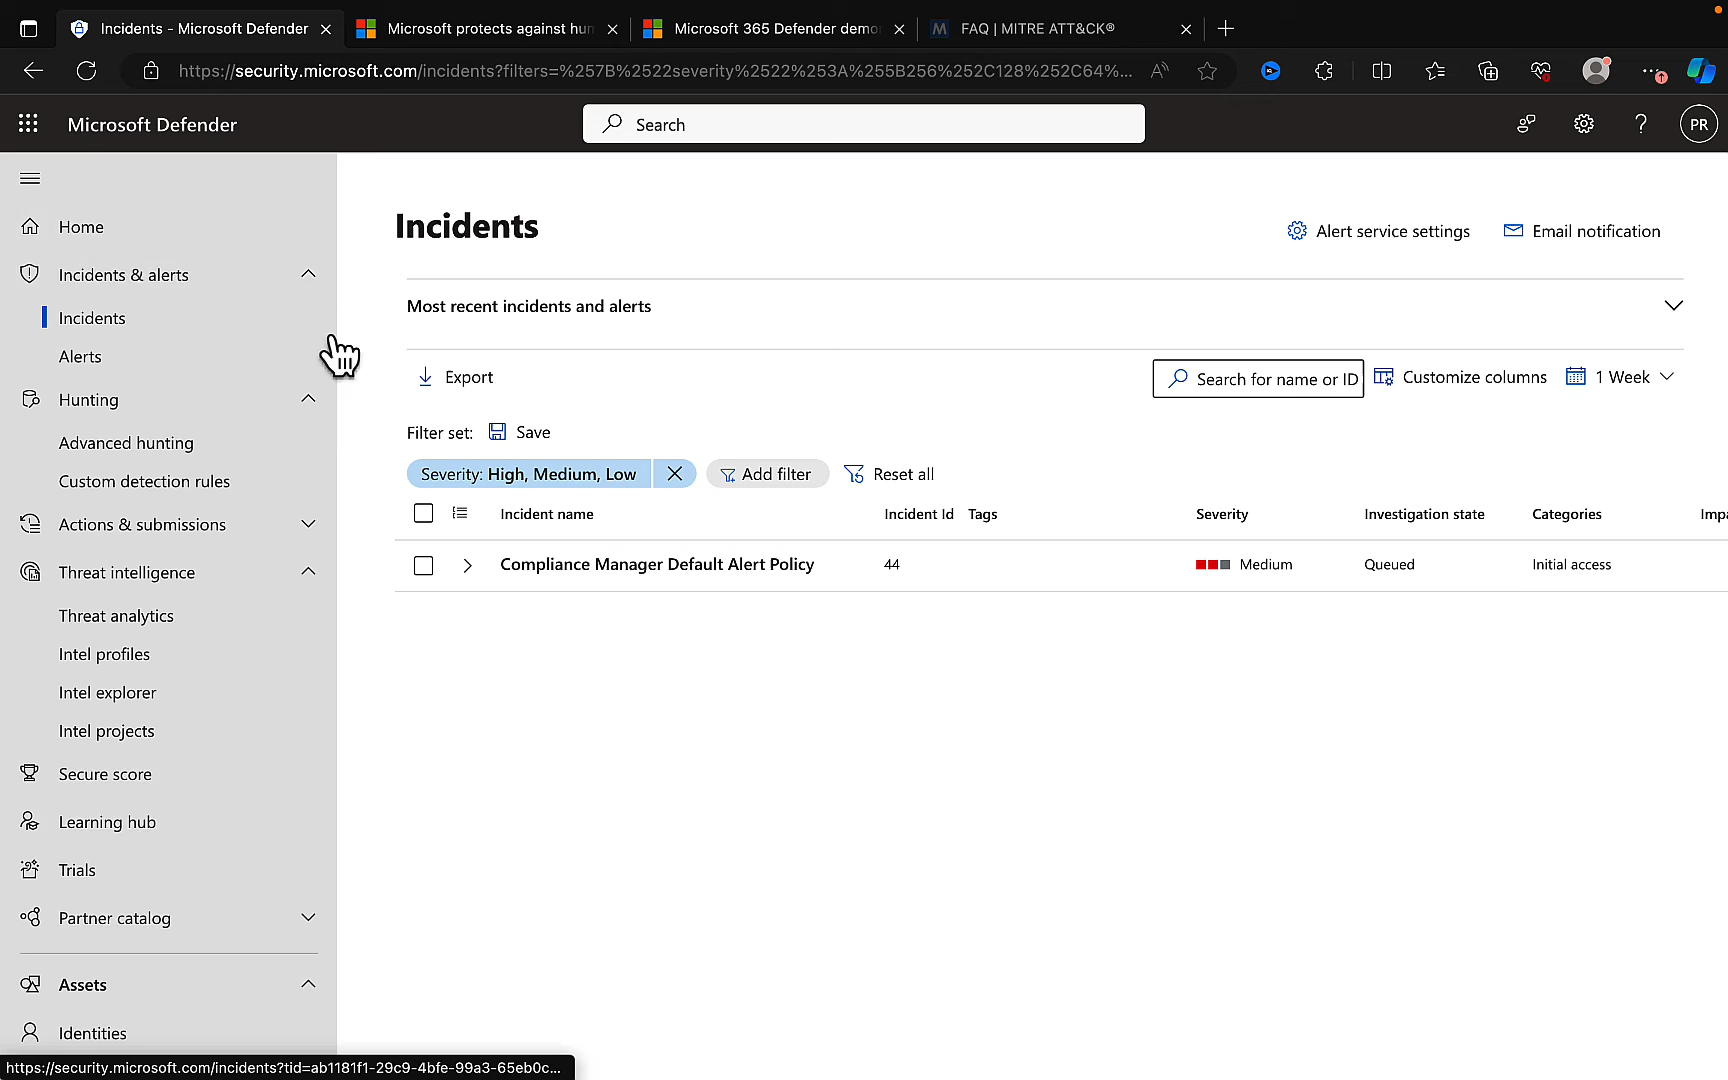 Incidents - Microsoft Defender
Microsoft protects against hun
Microsoft 365 Defender demo
M FAQ | MITRE ATT&CK®
https://security.microsoft.com/incidents?filters=%257B%2522severity%2522%253A%255B256%252C128%252C64%...
Microsoft Defender
Search
PR
Home
Incidents & alerts
Incidents
Alerts
Hunting
Advanced hunting
Custom detection rules
Actions & submissions
Threat intelligence
Threat analytics
Intel profiles
Intel explorer
Intel projects
Secure score
Learning hub
Trials
Partner catalog
Assets
Identities
Incidents
Alert service settings
Email notification
Most recent incidents and alerts
Export
Search for name or ID
Customize columns
1 Week
Filter set: Save
Severity: High, Medium, Low
Add filter
Reset all
Incident name Incident Id Tags Severity Investigation state Categories Impa
Compliance Manager Default Alert Policy 44 Medium Queued Initial access
https://security.microsoft.com/incidents?tid=ab1181f1-29c9-4bfe-99a3-65eb0c...